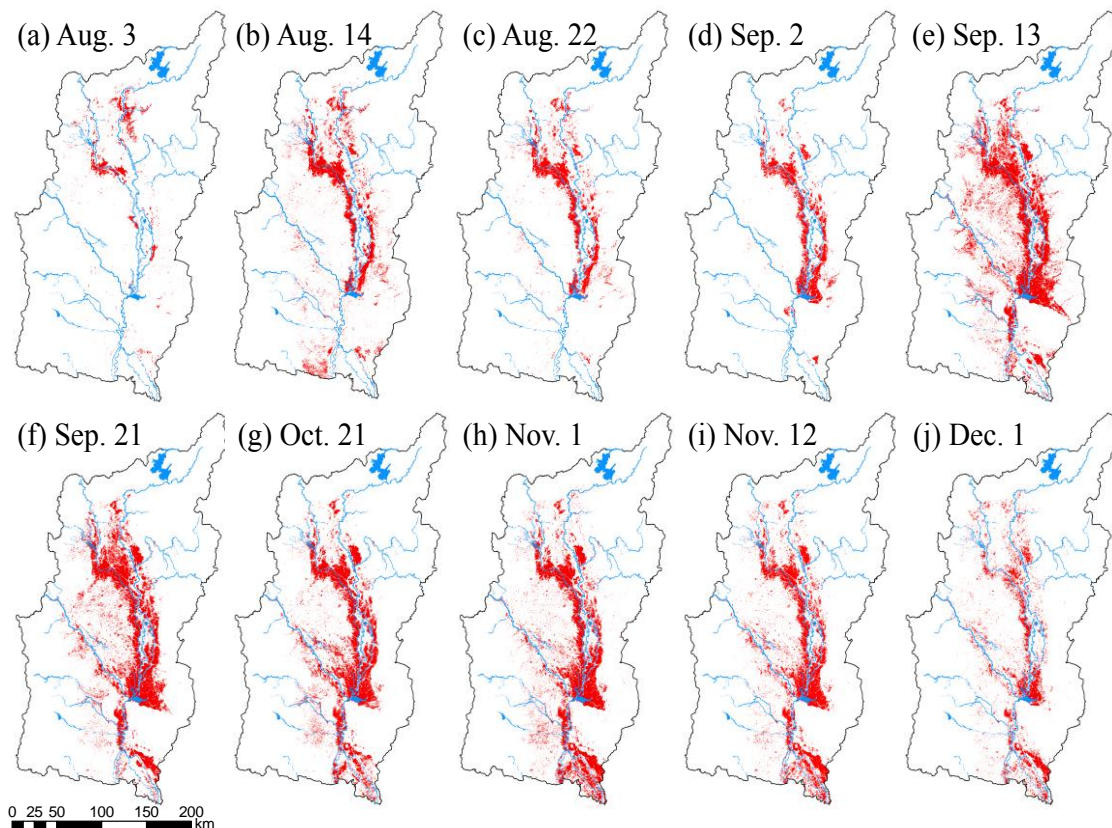 (a) Aug. 3
(b) Aug. 14
(c) Aug. 22
(d) Sep. 2
(e) Sep. 13
(f) Sep. 21
(g) Oct. 21
(h) Nov. 1
(i) Nov. 12
(j) Dec. 1
0 25 50 100 150 200
km